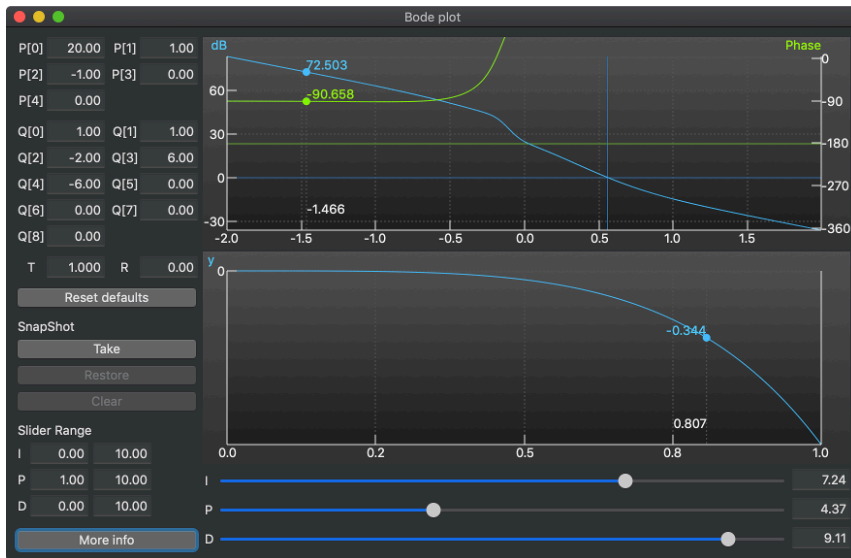 Bode plot
P[0] 20.00 P[1] 1.00
P[2] -1.00 P[3] 0.00
P[4] 0.00
Q[0] 1.00 Q[1] 1.00
Q[2] -2.00 Q[3] 6.00
Q[4] -6.00 Q[5] 0.00
Q[6] 0.00 Q[7] 0.00
Q[8] 0.00
T 1.000 R 0.00
Reset defaults
SnapShot
Take
Restore
Clear
Slider Range
I 0.00 10.00
P 1.00 10.00
D 0.00 10.00
More info
dB Phase
72.503 0
60 -90.658 -90
30 -180
0 -270
-1.466
-30 -360
-2.0 -1.5 -1.0 -0.5 0.0 0.5 1.0 1.5
y
0
-0.344
0.807
0.0 0.2 0.5 0.8 1.0
I 7.24
P 4.37
D 9.11